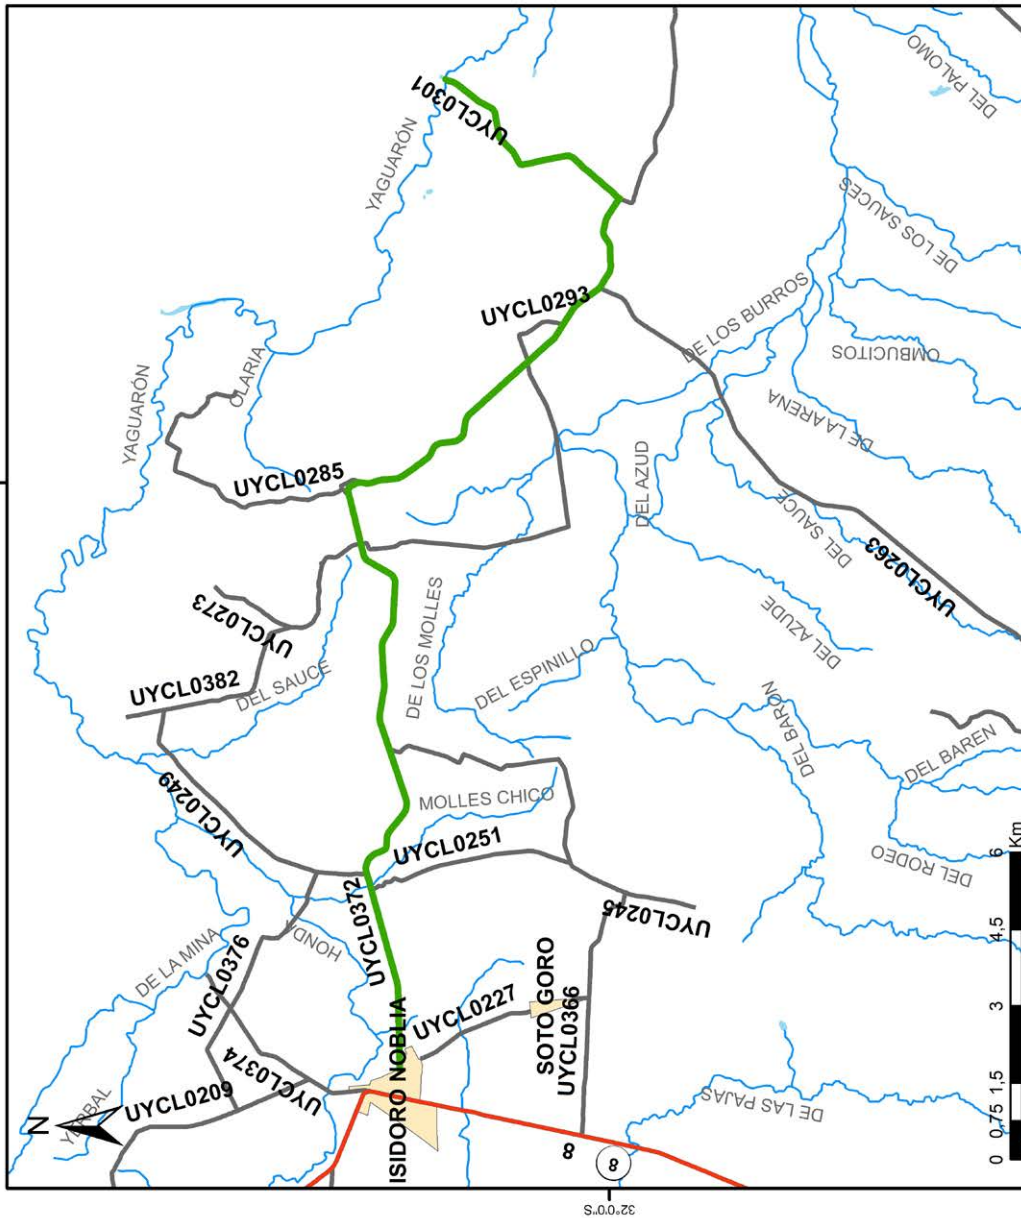 UYCL0301
YAGUARÓN
DEL PALOMO
DE LOS SAUCES
UYCL0293
DE LOS BURROS
OMBUCITOS
YAGUARÓN
OLARIA
DE LA ARENA
UYCL0285
DEL AZUD
DEL SAUCE
UYCL0263
UYCL0273
DE LOS MOLLES
DEL AZUDE
UYCL0382
DEL SAUCE
DEL ESPINILLO
DEL BARÓN
DEL BAREN
UYCL0249
MOLLES CHICO
UYCL0251
DEL RODEO
UYCL0372
UYCL0245
DE LA MINA
HONDA
UYCL0376
UYCL0227
SOTO GORO
UYCL0366
ISIDORO NOBLIA
UYCL0374
UYCL0209
YERBAL
N
DE LAS PAJAS
8
8
0 0,75 1,5 3 4,5 6 Km
32°0'0"S